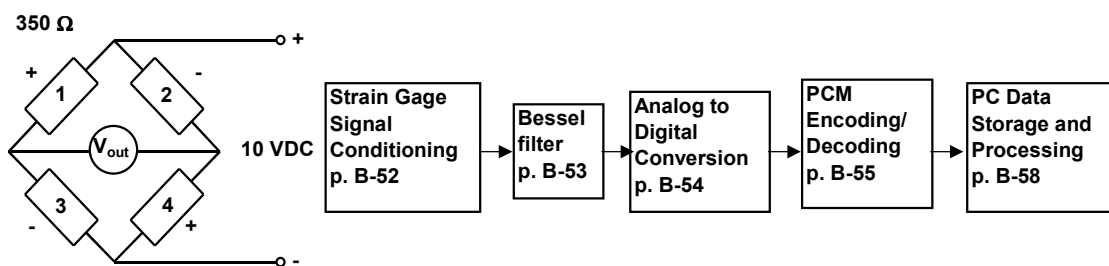 350 Ω
+
-
1
2
+
-
V out
3
4
-
+
10 VDC
Strain Gage
Signal
Conditioning
p. B-52
Bessel
filter
p. B-53
Analog to
Digital
Conversion
p. B-54
PCM
Encoding/
Decoding
p. B-55
PC Data
Storage and
Processing
p. B-58